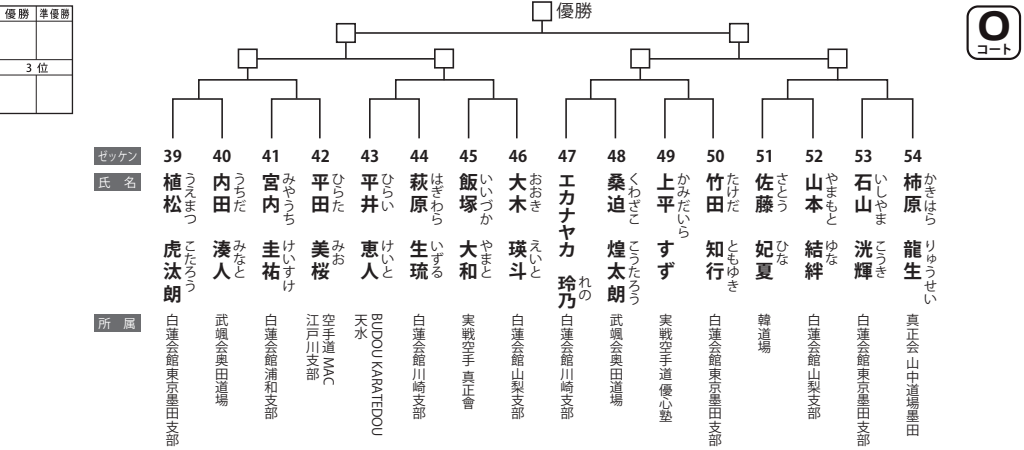 優勝 準優勝
3 位
優勝
O
コート
ゼッケン 39 40 41 42 43 44 45 46 47 48 49 50 51 52 53 54
氏 名
植松 虎汰朗 うえまつ こたろう
内田 湊人 うちだ みなと
宮内 圭祐 みやうち けいすけ
平田 美桜 ひらた みお
平井 恵人 ひらい けいと
萩原 生琉 はぎわら いずる
飯塚 大和 いいづか やまと
大木 瑛斗 おおき えいと
エカナヤカ 玲乃 れの
桑迫 煌太朗 くわざこ こうたろう
上平 すず かみだいら
竹田 知行 たけだ ともゆき
佐藤 妃夏 さとう ひな
山本 結絆 やまもと ゆな
石山 洸輝 いしやま こうき
柿原 龍生 かきはら りゅうせい
所 属
白蓮会館東京墨田支部
武颯会奥田道場
白蓮会館浦和支部
空手道 MAC
江戸川支部
BUDOU KARATEDOU
天水
白蓮会館川崎支部
実戦空手 真正會
白蓮会館山梨支部
白蓮会館川崎支部
武颯会奥田道場
実戦空手道 優心塾
白蓮会館東京墨田支部
韓道場
白蓮会館山梨支部
白蓮会館東京墨田支部
真正会 山中道場墨田